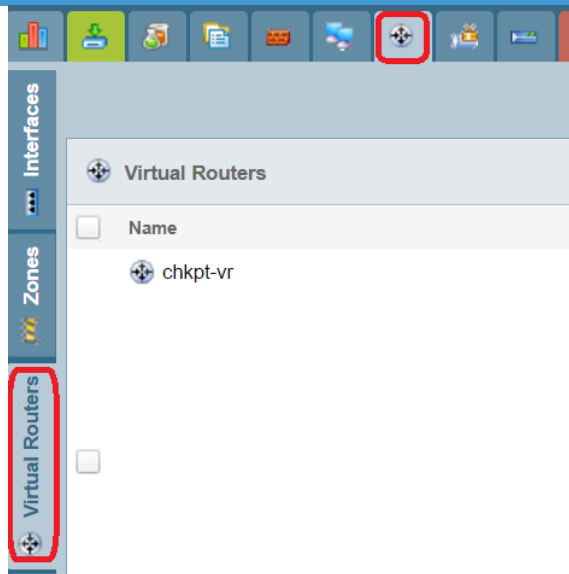 Interfaces
Zones
Virtual Routers
Virtual Routers
Name
chkpt-vr